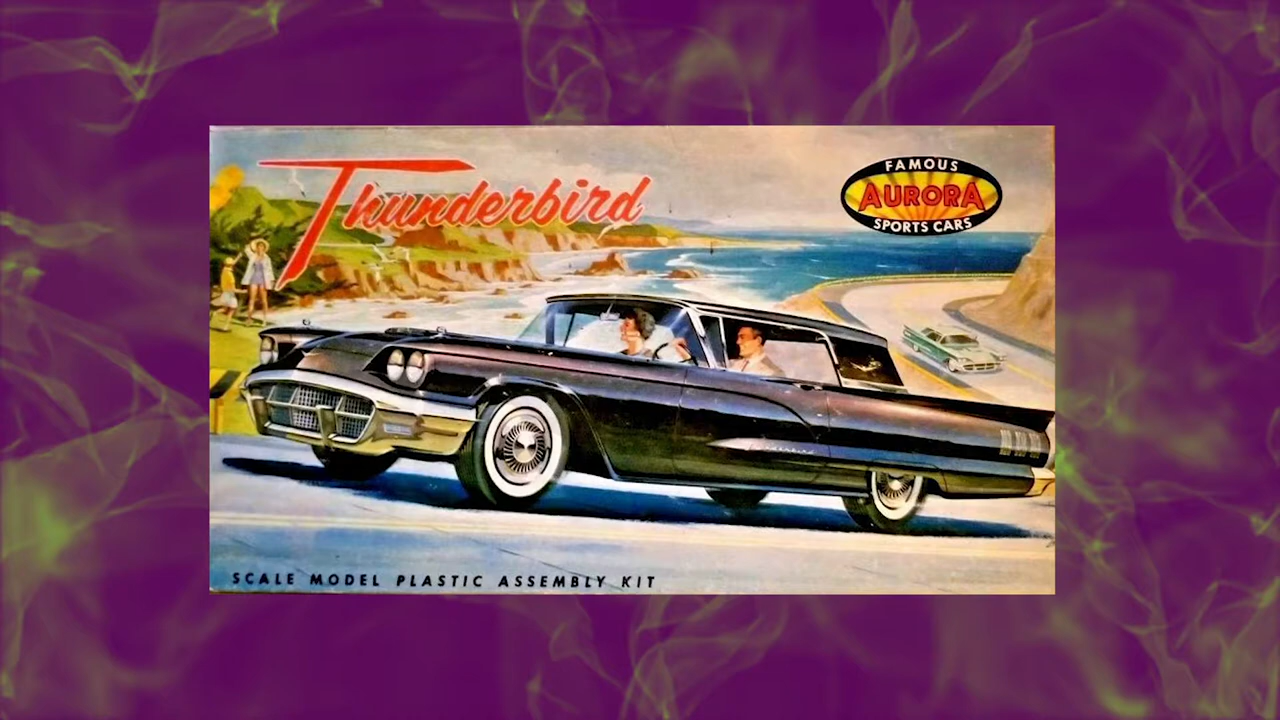 Thunderbird
FAMOUS
AURORA
SPORTS CARS
SCALE MODEL PLASTIC ASSEMBLY KIT